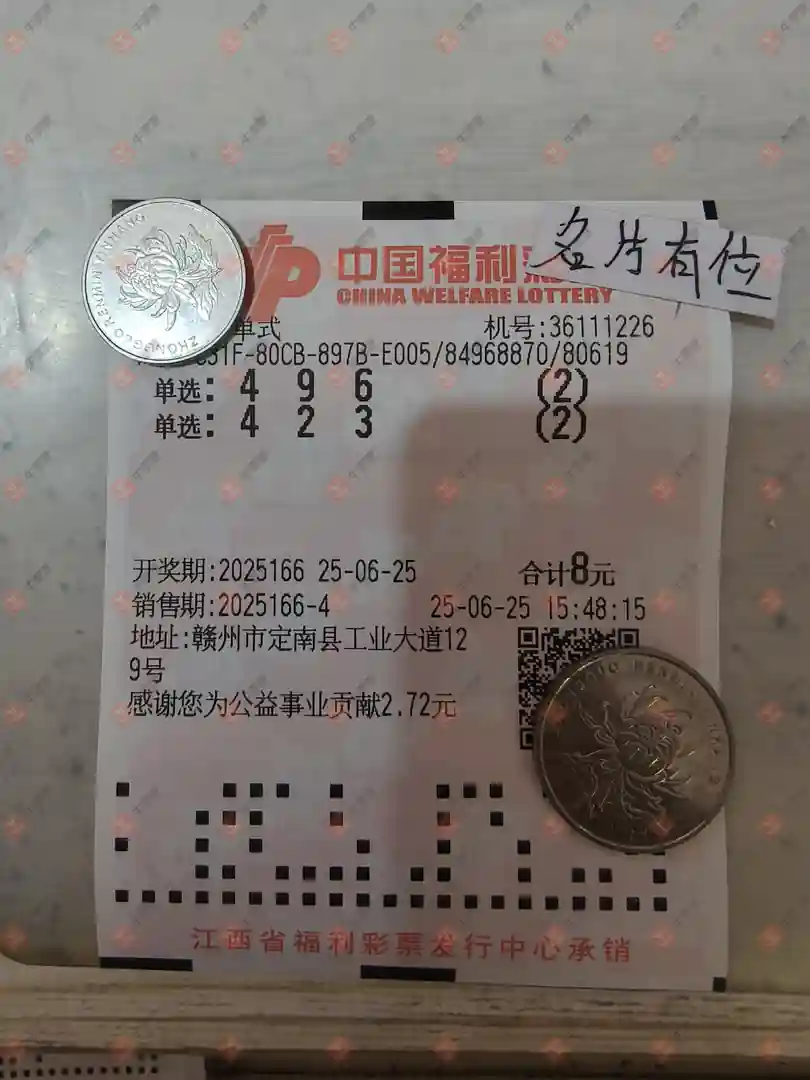 中国福利彩
CHINA WELFARE LOTTERY
名片有位
单式 机号:36111226
1F-80CB-897B-E005/84968870/80619
单选: 4 9 6 (2)
单选: 4 2 3 (2)
开奖期:2025166 25-06-25 合计8元
销售期:2025166-4 25-06-25 15:48:15
地址:赣州市定南县工业大道12
9号
感谢您为公益事业贡献2.72元
江西省福利彩票发行中心承销
ZHONGGUO RENMIN YINHANG